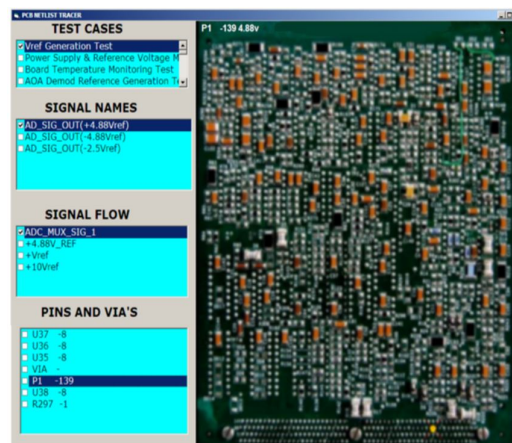 PCB NETLIST TRACER
TEST CASES
Vref Generation Test
Power Supply & Reference Voltage M
Board Temperature Monitoring Test
AOA Demod Reference Generation Te
SIGNAL NAMES
AD_SIG_OUT(+4.88Vref)
AD_SIG_OUT(-4.88Vref)
AD_SIG_OUT(-2.5Vref)
SIGNAL FLOW
ADC_MUX_SIG_1
+4.88V_REF
+Vref
+10Vref
PINS AND VIA'S
U37 -8
U36 -8
U35 -8
VIA -
P1 -139
U38 -8
R297 -1
P1 -139 4.88v